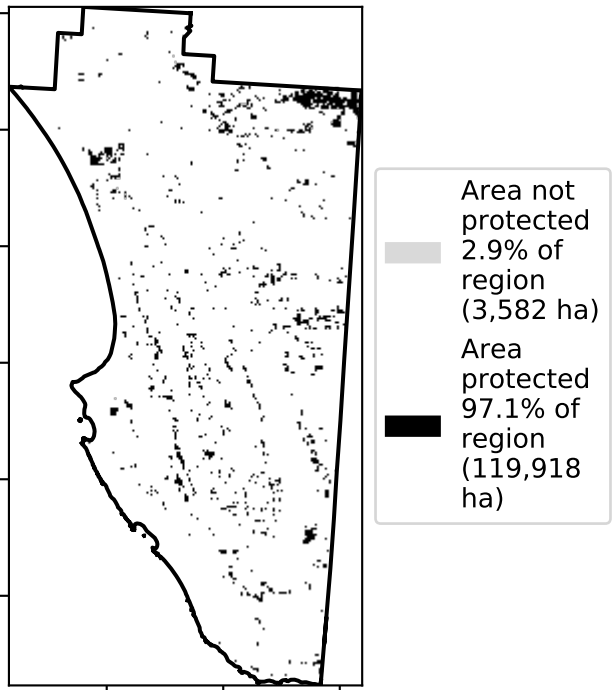 Area not
protected
2.9% of
region
(3,582 ha)
Area
protected
97.1% of
region
(119,918
ha)